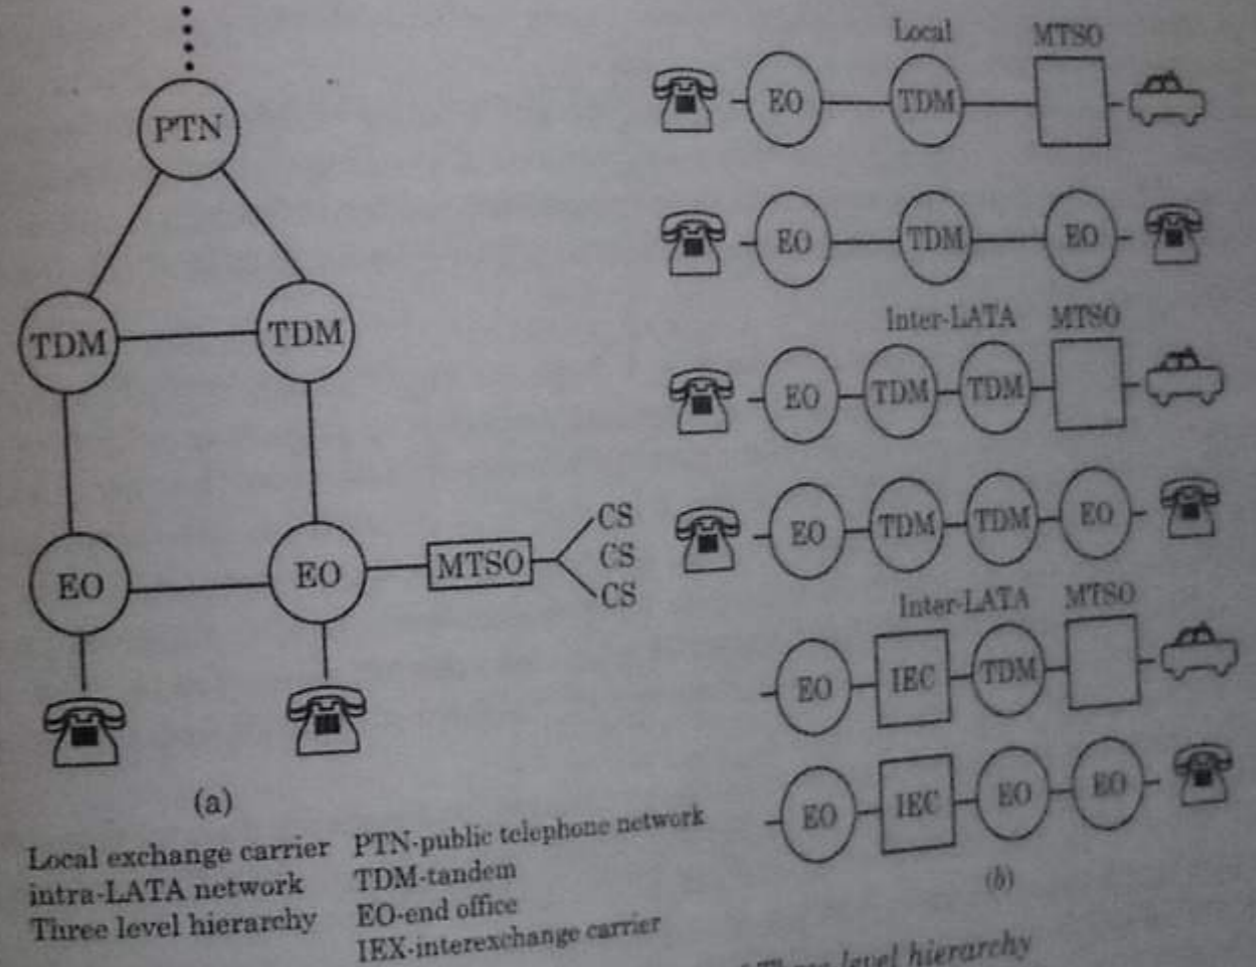 PTN
TDM TDM
EO EO MTSO CS
CS
CS
(a)
Local exchange carrier
intra-LATA network
Three level hierarchy
PTN-public telephone network
TDM-tandem
EO-end office
IEX-interexchange carrier
Local MTSO
EO TDM
EO TDM EO
Inter-LATA MTSO
EO TDM TDM
EO TDM TDM EO
Inter-LATA MTSO
EO IEC TDM
EO IEC EO EO
(b)
level hierarchy